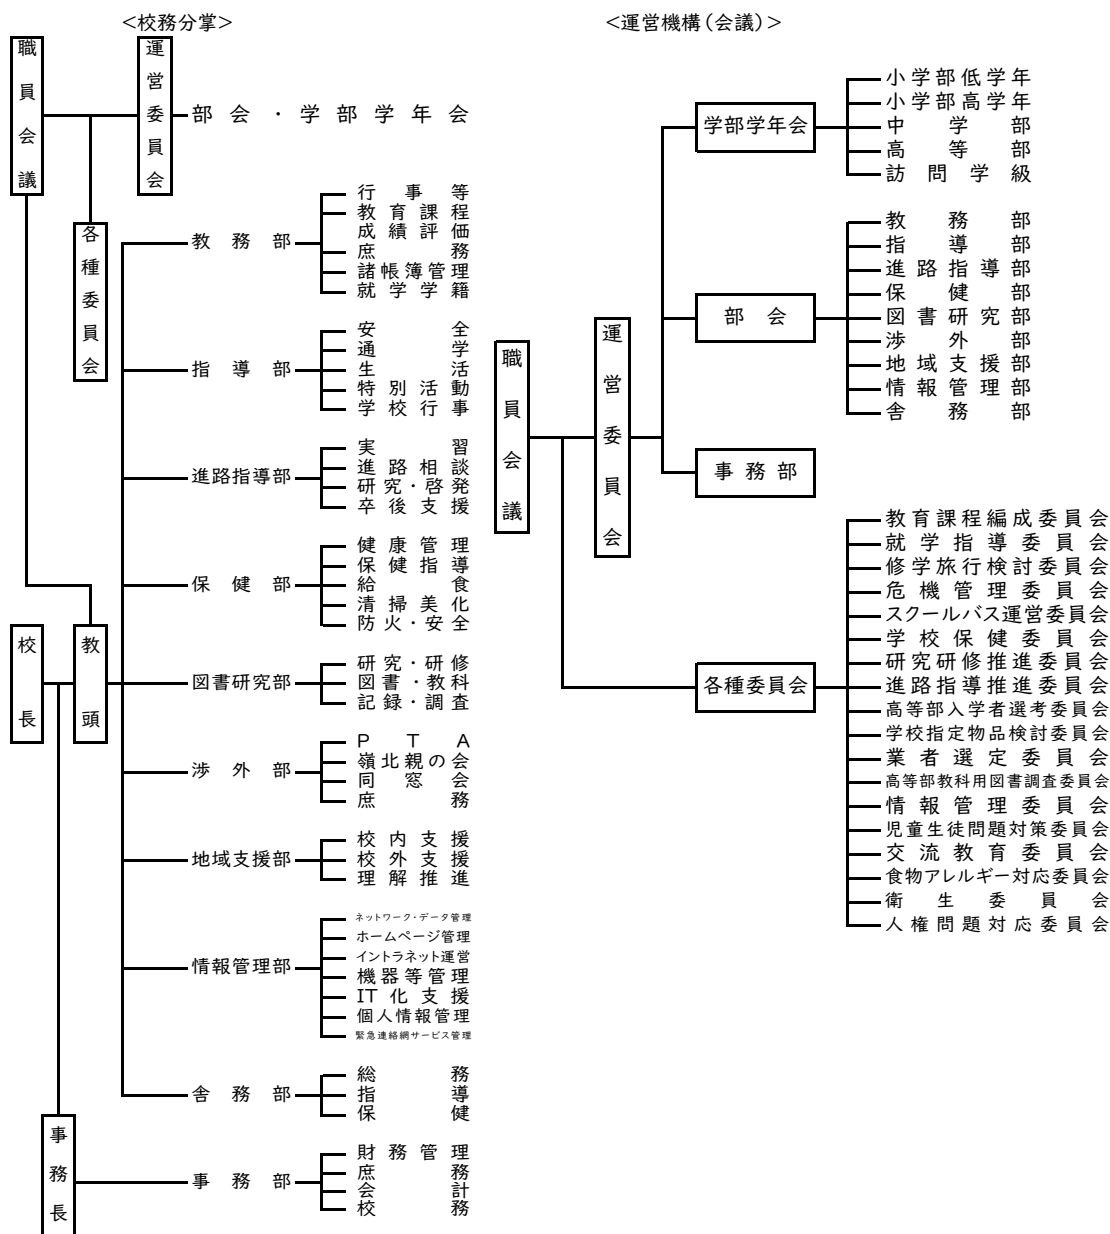 <校務分掌>
職員会議
運営委員会
部会・学部学年会
各種委員会
校長
教頭
教務部
行事等
教育課程
成績評価
庶務
諸帳簿管理
就学学籍
指導部
安全
通学
生活
特別活動
学校行事
進路指導部
実習
進路相談
研究・啓発
卒後支援
保健部
健康管理
保健指導
給食
清掃美化
防火・安全
図書研究部
研究・研修
図書・教科
記録・調査
渉外部
PTA
嶺北親の会
同窓会
庶務
地域支援部
校内支援
校外支援
理解推進
情報管理部
ネットワーク・データ管理
ホームページ管理
イントラネット運営
機器等管理
IT化支援
個人情報管理
緊急連絡網サービス管理
舎務部
総務
指導
保健
事務長
事務部
財務管理
庶務
会計
校務
<運営機構(会議)>
職員会議
運営委員会
学部学年会
小学部低学年
小学部高学年
中学部
高等部
訪問学級
部会
教務部
指導部
進路指導部
保健部
図書研究部
渉外部
地域支援部
情報管理部
舎務部
事務部
各種委員会
教育課程編成委員会
就学指導委員会
修学旅行検討委員会
危機管理委員会
スクールバス運営委員会
学校保健委員会
研究研修推進委員会
進路指導推進委員会
高等部入学者選考委員会
学校指定物品検討委員会
業者選定委員会
高等部教科用図書調査委員会
情報管理委員会
児童生徒問題対策委員会
交流教育委員会
食物アレルギー対応委員会
衛生委員会
人権問題対応委員会